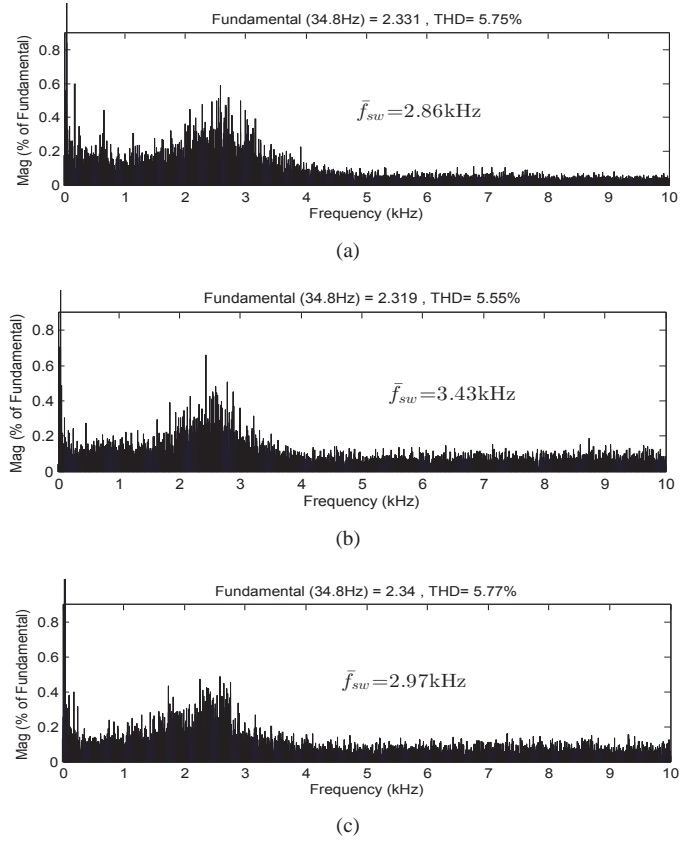 Fundamental (34.8Hz) = 2.331 , THD= 5.75%
Mag (% of Fundamental)
0.8
0.6
0.4
0.2
0
f̄sw=2.86kHz
0 1 2 3 4 5 6 7 8 9 10
Frequency (kHz)
(a)
Fundamental (34.8Hz) = 2.319 , THD= 5.55%
Mag (% of Fundamental)
0.8
0.6
0.4
0.2
0
f̄sw=3.43kHz
0 1 2 3 4 5 6 7 8 9 10
Frequency (kHz)
(b)
Fundamental (34.8Hz) = 2.34 , THD= 5.77%
Mag (% of Fundamental)
0.8
0.6
0.4
0.2
0
f̄sw=2.97kHz
0 1 2 3 4 5 6 7 8 9 10
Frequency (kHz)
(c)